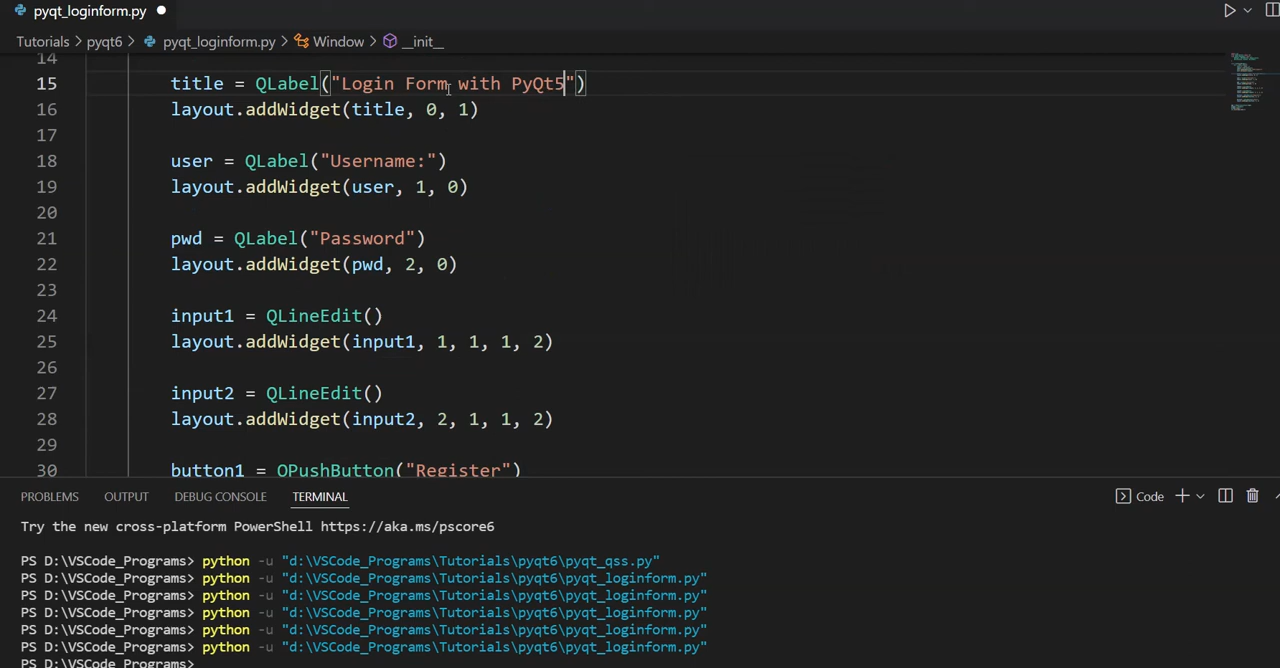 pyqt_loginform.py
Tutorials > pyqt6 > pyqt_loginform.py > Window > __init__
14
15 title = QLabel("Login Form with PyQt5")
16 layout.addWidget(title, 0, 1)
17
18 user = QLabel("Username:")
19 layout.addWidget(user, 1, 0)
20
21 pwd = QLabel("Password")
22 layout.addWidget(pwd, 2, 0)
23
24 input1 = QLineEdit()
25 layout.addWidget(input1, 1, 1, 1, 2)
26
27 input2 = QLineEdit()
28 layout.addWidget(input2, 2, 1, 1, 2)
29
30 button1 = QPushButton("Register")
PROBLEMS OUTPUT DEBUG CONSOLE TERMINAL Code
Try the new cross-platform PowerShell https://aka.ms/pscore6
PS D:\VSCode_Programs> python -u "d:\VSCode_Programs\Tutorials\pyqt6\pyqt_qss.py"
PS D:\VSCode_Programs> python -u "d:\VSCode_Programs\Tutorials\pyqt6\pyqt_loginform.py"
PS D:\VSCode_Programs> python -u "d:\VSCode_Programs\Tutorials\pyqt6\pyqt_loginform.py"
PS D:\VSCode_Programs> python -u "d:\VSCode_Programs\Tutorials\pyqt6\pyqt_loginform.py"
PS D:\VSCode_Programs> python -u "d:\VSCode_Programs\Tutorials\pyqt6\pyqt_loginform.py"
PS D:\VSCode_Programs> python -u "d:\VSCode_Programs\Tutorials\pyqt6\pyqt_loginform.py"
PS D:\VSCode_Programs>